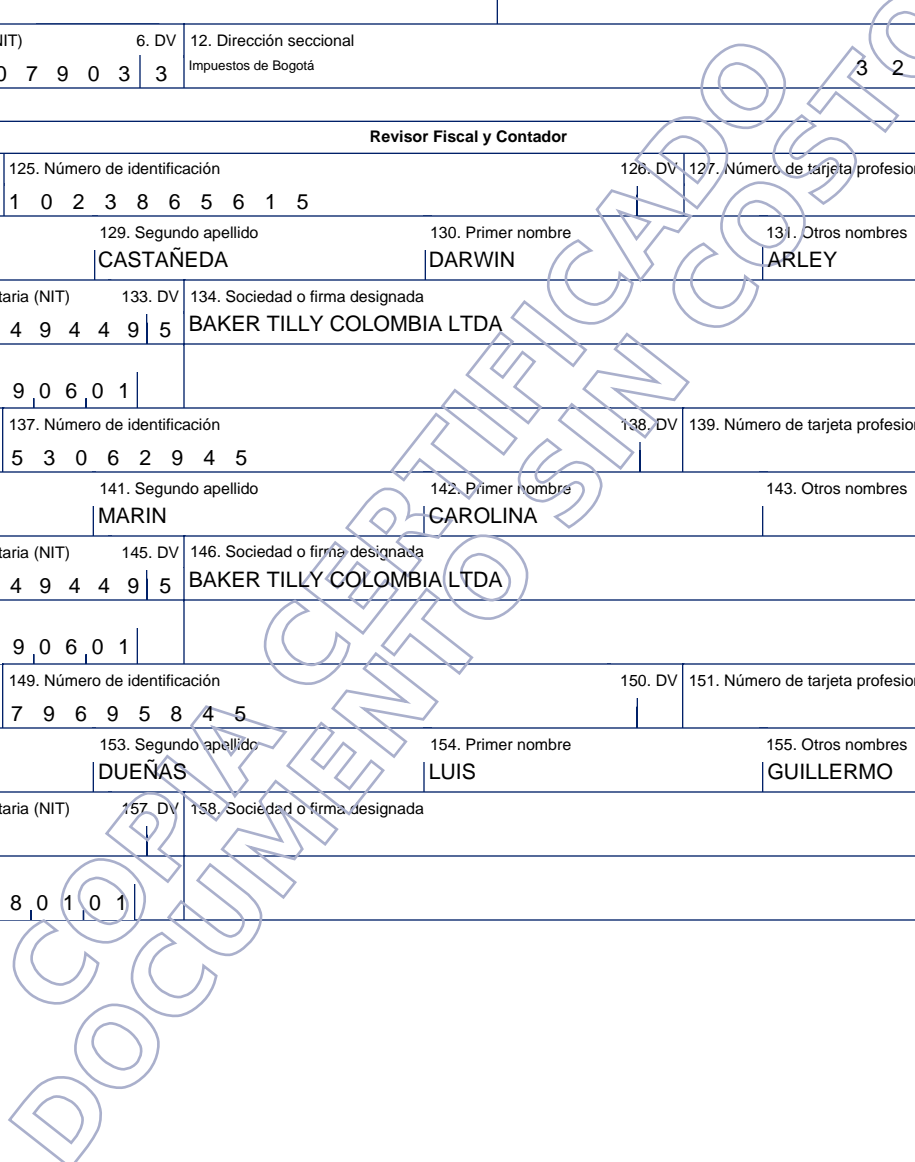 NIT) 6. DV 12. Dirección seccional
0 7 9 0 3 3 Impuestos de Bogotá 3 2
Revisor Fiscal y Contador
125. Número de identificación 126. DV 127. Número de tarjeta profesion
1 0 2 3 8 6 5 6 1 5
129. Segundo apellido 130. Primer nombre 131. Otros nombres
CASTAÑEDA DARWIN ARLEY
taria (NIT) 133. DV 134. Sociedad o firma designada
4 9 4 4 9 5 BAKER TILLY COLOMBIA LTDA
9 0 6 0 1
137. Número de identificación 138. DV 139. Número de tarjeta profesion
5 3 0 6 2 9 4 5
141. Segundo apellido 142. Primer nombre 143. Otros nombres
MARIN CAROLINA
taria (NIT) 145. DV 146. Sociedad o firma designada
4 9 4 4 9 5 BAKER TILLY COLOMBIA LTDA
9 0 6 0 1
149. Número de identificación 150. DV 151. Número de tarjeta profesion
7 9 6 9 5 8 4 5
153. Segundo apellido 154. Primer nombre 155. Otros nombres
DUEÑAS LUIS GUILLERMO
taria (NIT) 157. DV 158. Sociedad o firma designada
8 0 1 0 1
COPIA CERTIFICADO
DOCUMENTO SIN COSTO